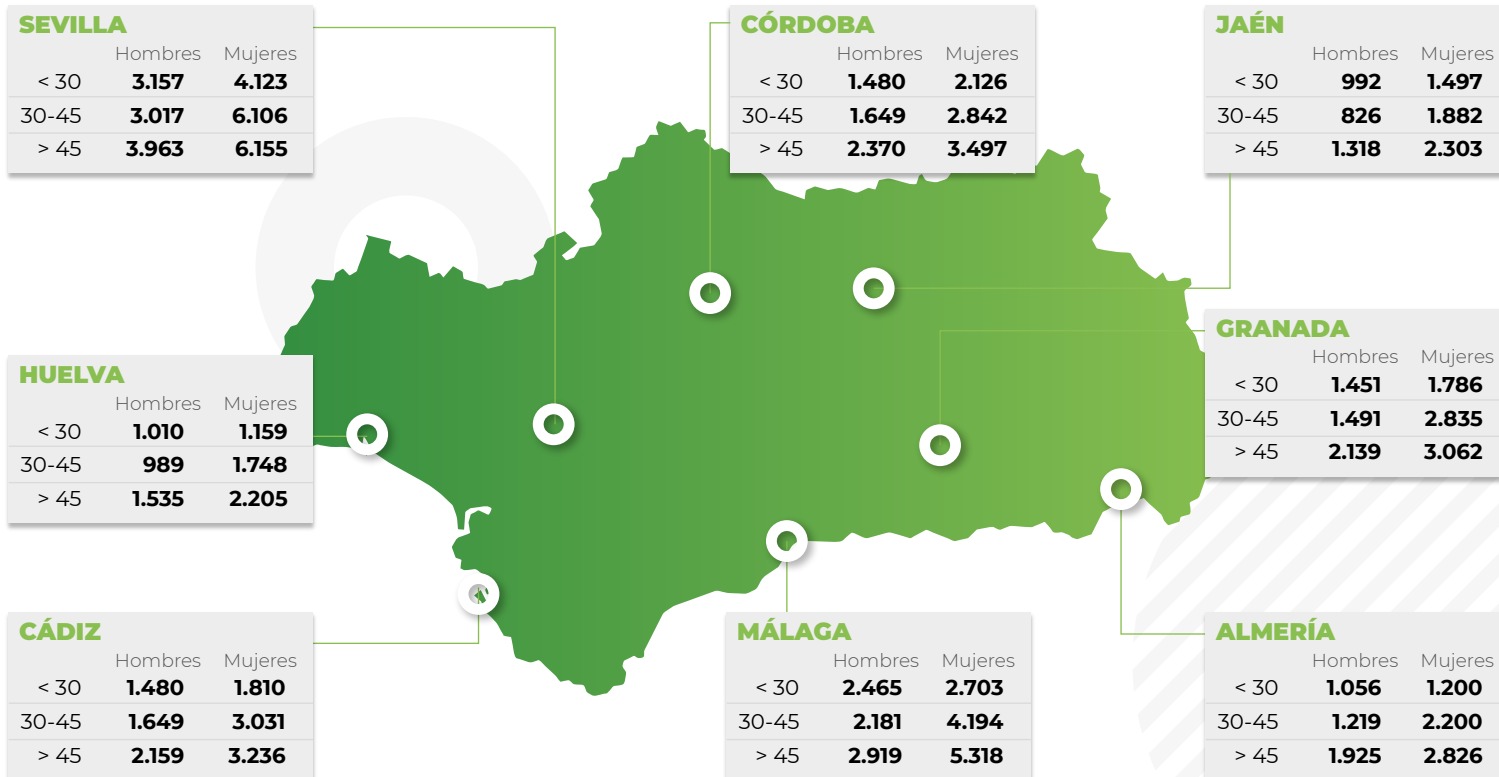 SEVILLA
Hombres Mujeres
< 30 3.157 4.123
30-45 3.017 6.106
> 45 3.963 6.155
CÓRDOBA
Hombres Mujeres
< 30 1.480 2.126
30-45 1.649 2.842
> 45 2.370 3.497
JAÉN
Hombres Mujeres
< 30 992 1.497
30-45 826 1.882
> 45 1.318 2.303
HUELVA
Hombres Mujeres
< 30 1.010 1.159
30-45 989 1.748
> 45 1.535 2.205
GRANADA
Hombres Mujeres
< 30 1.451 1.786
30-45 1.491 2.835
> 45 2.139 3.062
CÁDIZ
Hombres Mujeres
< 30 1.480 1.810
30-45 1.649 3.031
> 45 2.159 3.236
MÁLAGA
Hombres Mujeres
< 30 2.465 2.703
30-45 2.181 4.194
> 45 2.919 5.318
ALMERÍA
Hombres Mujeres
< 30 1.056 1.200
30-45 1.219 2.200
> 45 1.925 2.826